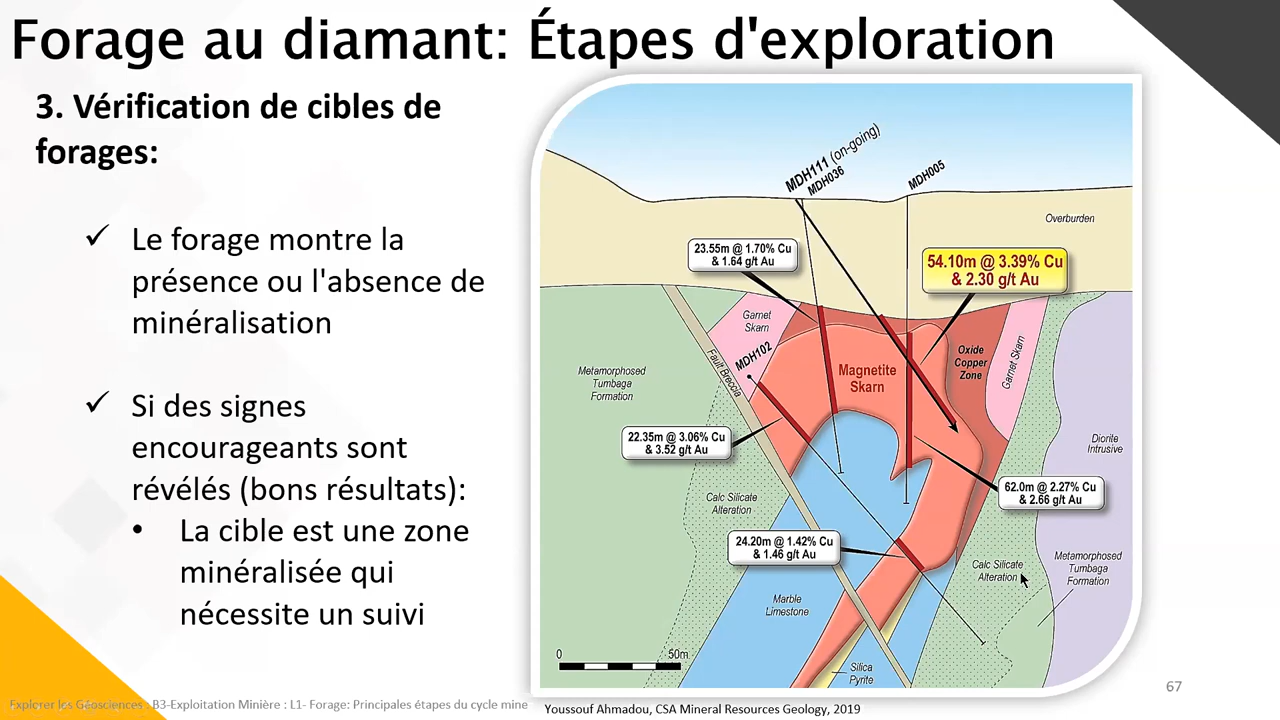 Forage au diamant: Étapes d'exploration
3. Vérification de cibles de
forages:
✓ Le forage montre la
présence ou l'absence de
minéralisation
✓ Si des signes
encourageants sont
révélés (bons résultats):
• La cible est une zone
minéralisée qui
nécessite un suivi
MDH111 (on-going)
MDH036
MDH005
Overburden
23.55m @ 1.70% Cu
& 1.64 g/t Au
54.10m @ 3.39% Cu
& 2.30 g/t Au
Garnet
Skarn
MDH102
Fault Breccia
Metamorphosed
Tumbaga
Formation
Magnetite
Skarn
Oxide
Copper
Zone
Garnet Skarn
Diorite
Intrusive
22.35m @ 3.06% Cu
& 3.52 g/t Au
62.0m @ 2.27% Cu
& 2.66 g/t Au
Calc Silicate
Alteration
24.20m @ 1.42% Cu
& 1.46 g/t Au
Calc Silicate
Alteration
Metamorphosed
Tumbaga
Formation
Marble
Limestone
Silica
Pyrite
0 50m
67
Explorer les Géosciences : B3-Exploitation Minière : L1- Forage: Principales étapes du cycle mine
Youssouf Ahmadou, CSA Mineral Resources Geology, 2019